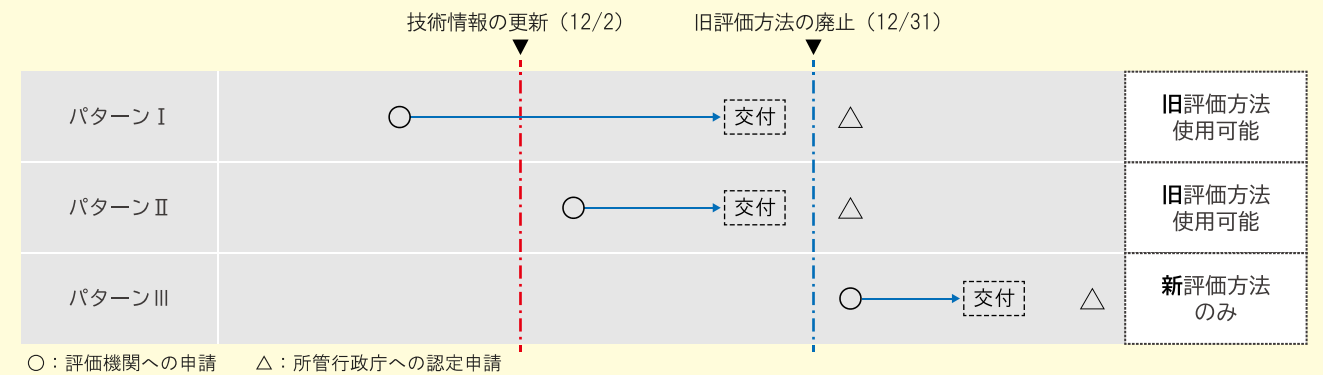 技術情報の更新（12/2） 旧評価方法の廃止（12/31）
パターンⅠ 交付 旧評価方法
使用可能
パターンⅡ 交付 旧評価方法
使用可能
パターンⅢ 交付 新評価方法
のみ
○：評価機関への申請 △：所管行政庁への認定申請